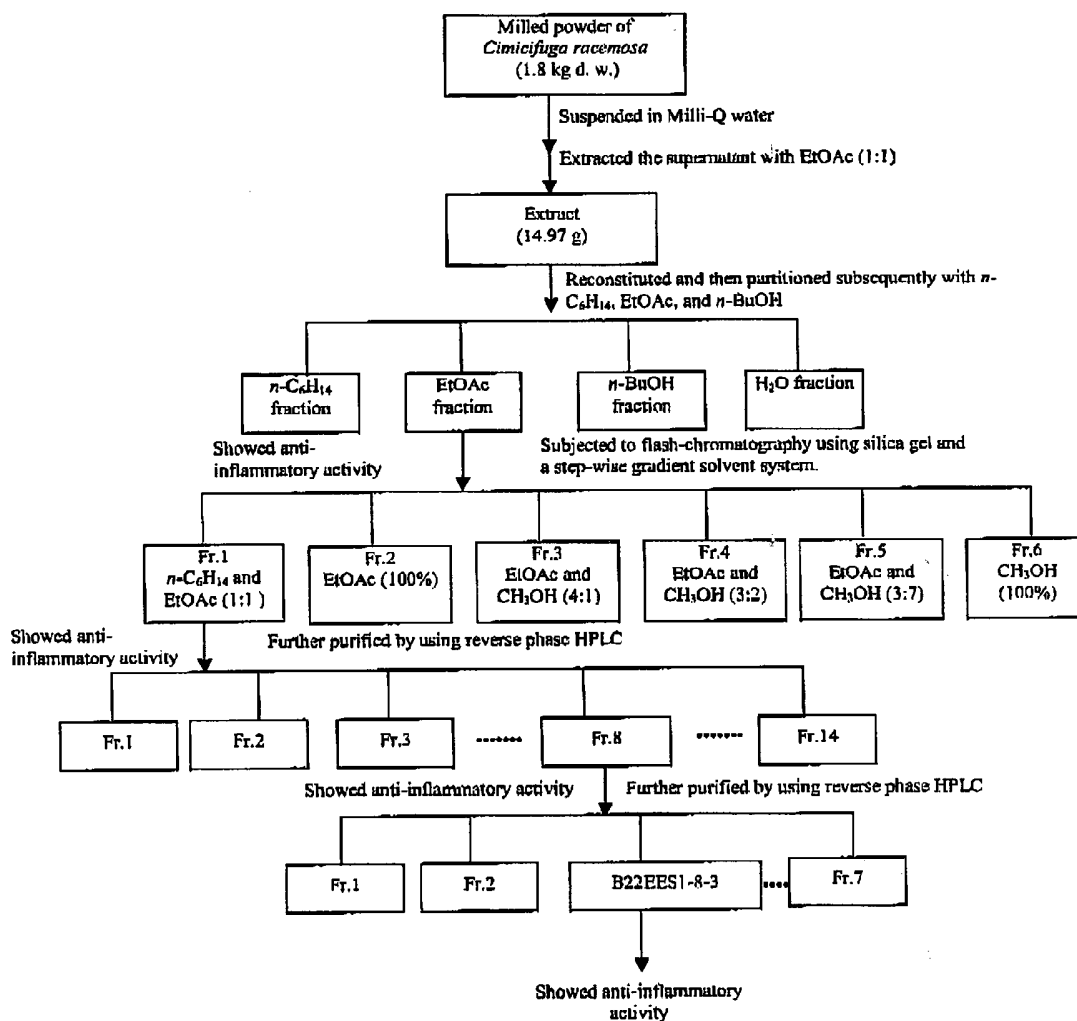 Milled powder of
Cimicifuga racemosa
(1.8 kg d. w.)
Suspended in Milli-Q water
Extracted the supernatant with EtOAc (1:1)
Extract
(14.97 g)
Reconstituted and then partitioned subsequently with n-
C₆H₁₄, EtOAc, and n-BuOH
n-C₆H₁₄
fraction
EtOAc
fraction
n-BuOH
fraction
H₂O fraction
Showed anti-
inflammatory activity
Subjected to flash-chromatography using silica gel and
a step-wise gradient solvent system.
Fr.1
n-C₆H₁₄ and
EtOAc (1:1 )
Fr.2
EtOAc (100%)
Fr.3
EtOAc and
CH₃OH (4:1)
Fr.4
EtOAc and
CH₃OH (3:2)
Fr.5
EtOAc and
CH₃OH (3:7)
Fr.6
CH₃OH
(100%)
Showed anti-
inflammatory activity
Further purified by using reverse phase HPLC
Fr.1
Fr.2
Fr.3
.......
Fr.8
.......
Fr.14
Showed anti-inflammatory activity
Further purified by using reverse phase HPLC
Fr.1
Fr.2
B22EES1-8-3
....
Fr.7
Showed anti-inflammatory
activity